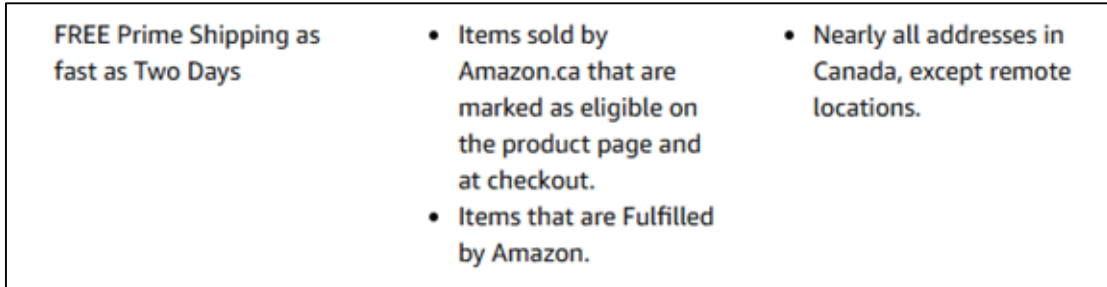 FREE Prime Shipping as
fast as Two Days
• Items sold by
Amazon.ca that are
marked as eligible on
the product page and
at checkout.
• Items that are Fulfilled
by Amazon.
• Nearly all addresses in
Canada, except remote
locations.